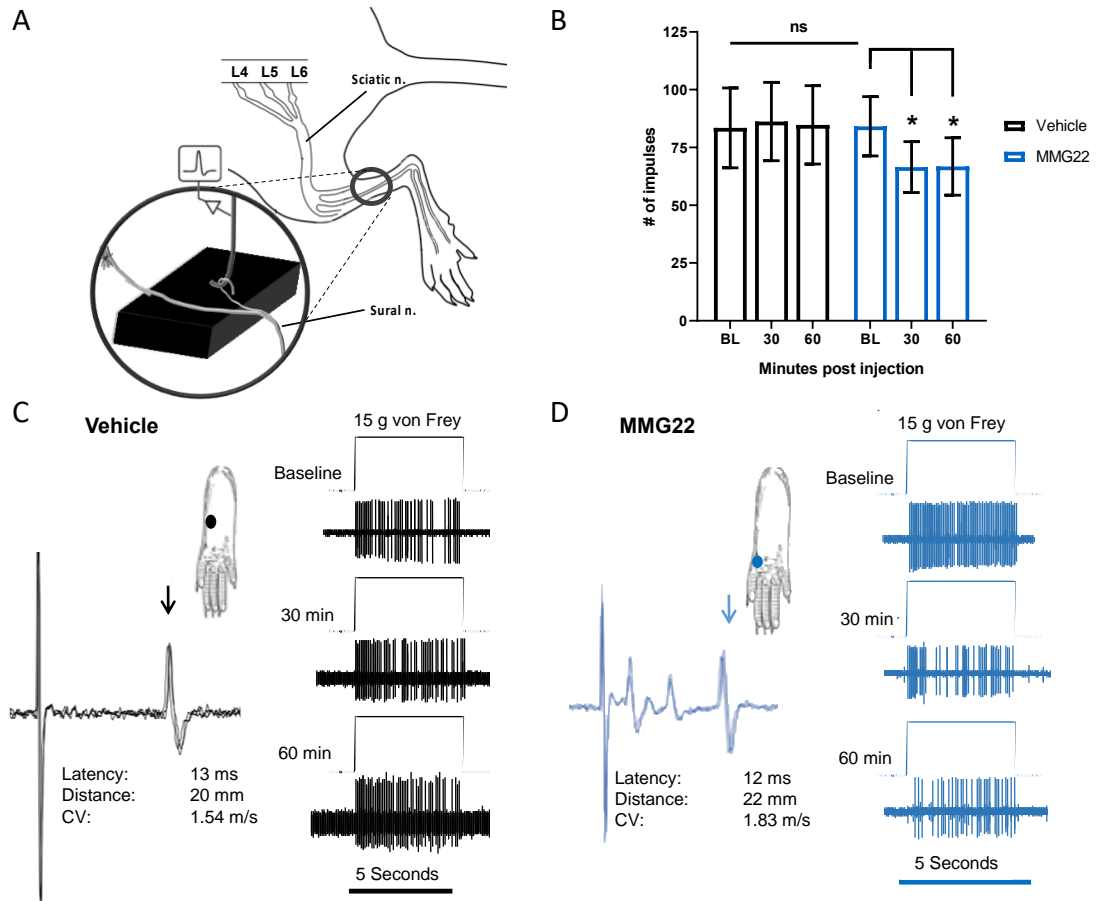 A
L4 L5 L6
Sciatic n.
Sural n.
B
ns
125
100
75
50
25
0
# of impulses
* *
BL 30 60 BL 30 60
Minutes post injection
Vehicle
MMG22
C
Vehicle
15 g von Frey
Baseline
30 min
60 min
Latency: 13 ms
Distance: 20 mm
CV: 1.54 m/s
5 Seconds
D
MMG22
15 g von Frey
Baseline
30 min
60 min
Latency: 12 ms
Distance: 22 mm
CV: 1.83 m/s
5 Seconds